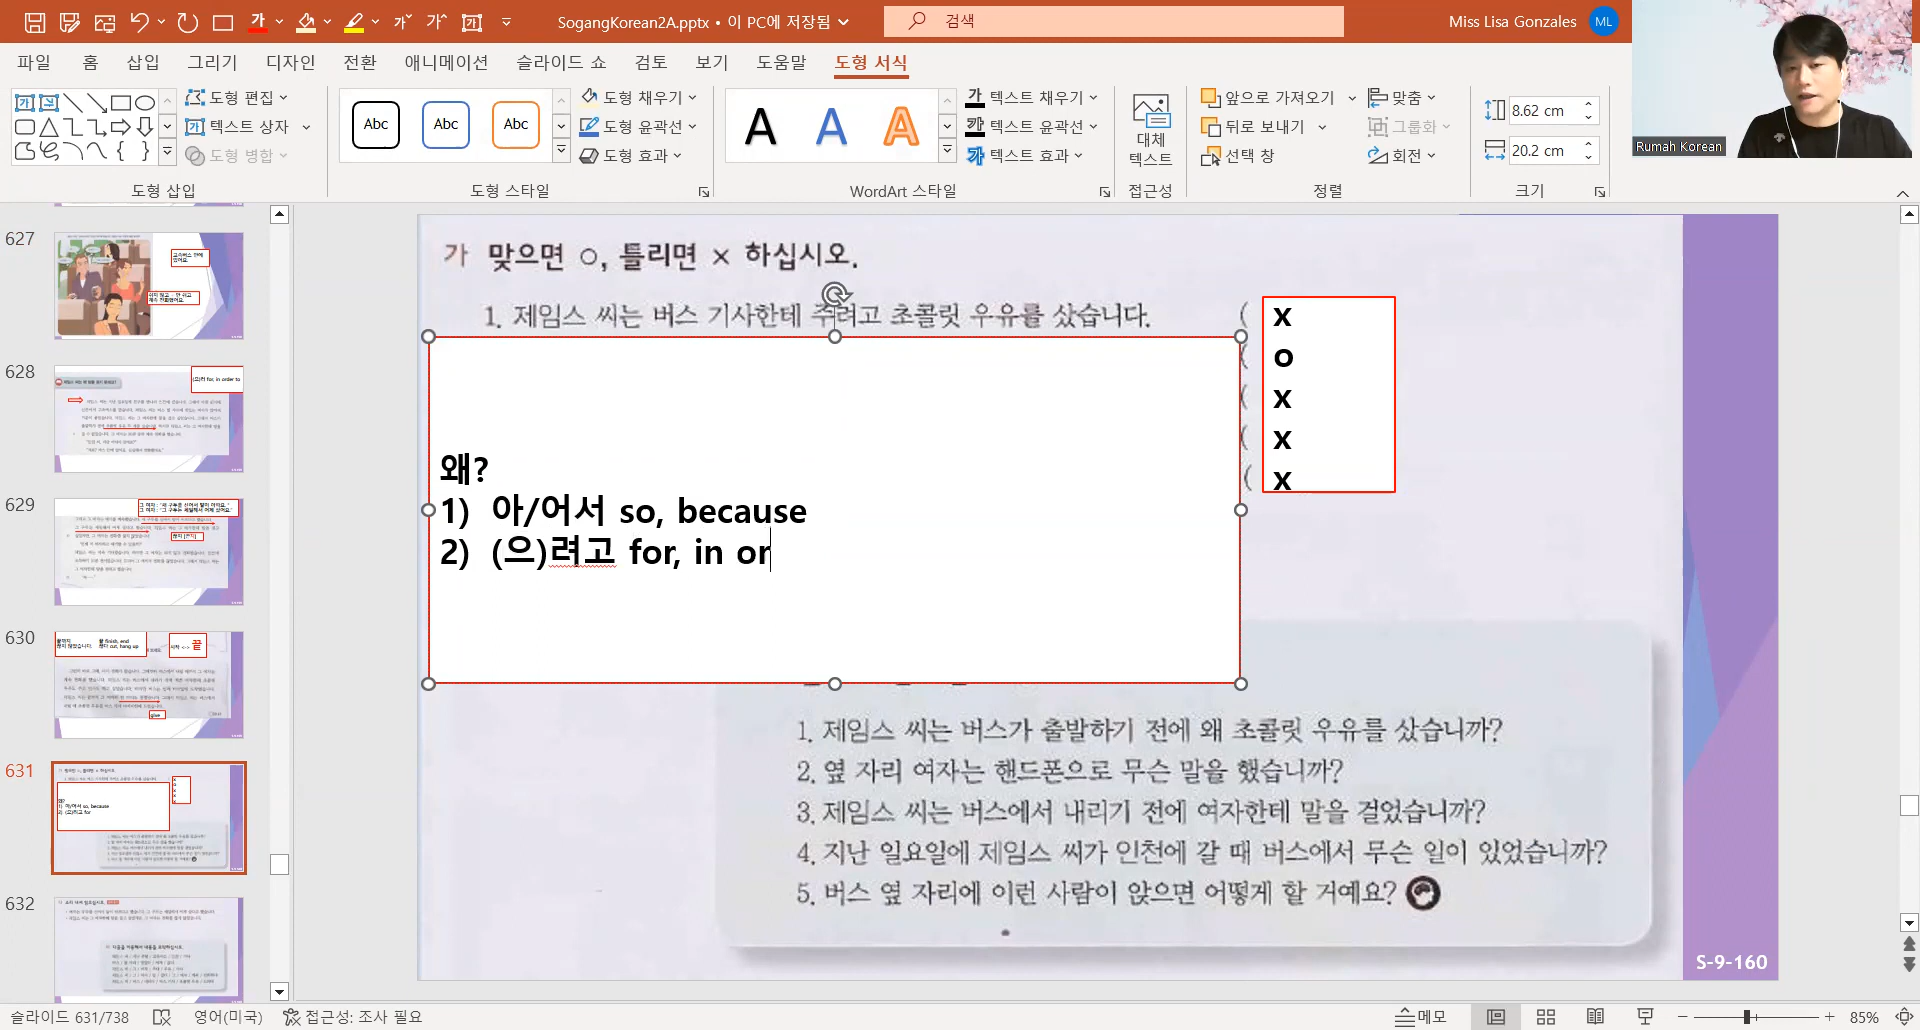 SogangKorean2A.pptx • 이 PC에 저장됨
검색
Miss Lisa Gonzales
ML
파일 홈 삽입 그리기 디자인 전환 애니메이션 슬라이드 쇼 검토 보기 도움말 도형 서식
도형 편집
텍스트 상자
도형 병합
도형 삽입
Abc Abc Abc
도형 채우기
도형 윤곽선
도형 효과
도형 스타일
A A A
텍스트 채우기
텍스트 윤곽선
텍스트 효과
WordArt 스타일
대체
텍스트
접근성
앞으로 가져오기
뒤로 보내기
선택 창
맞춤
그룹화
회전
정렬
8.62 cm
20.2 cm
크기
Rumah Korean
627
628
629
630
631
632
가 맞으면 ○, 틀리면 × 하십시오.
1. 제임스 씨는 버스 기사한테 주려고 초콜릿 우유를 샀습니다. (
x
o
x
x
x
왜?
1) 아/어서 so, because
2) (으)려고 for, in or
1. 제임스 씨는 버스가 출발하기 전에 왜 초콜릿 우유를 샀습니까?
2. 옆 자리 여자는 핸드폰으로 무슨 말을 했습니까?
3. 제임스 씨는 버스에서 내리기 전에 여자한테 말을 걸었습니까?
4. 지난 일요일에 제임스 씨가 인천에 갈 때 버스에서 무슨 일이 있었습니까?
5. 버스 옆 자리에 이런 사람이 앉으면 어떻게 할 거예요?
S-9-160
슬라이드 631/738
영어(미국)
접근성: 조사 필요
메모
85%